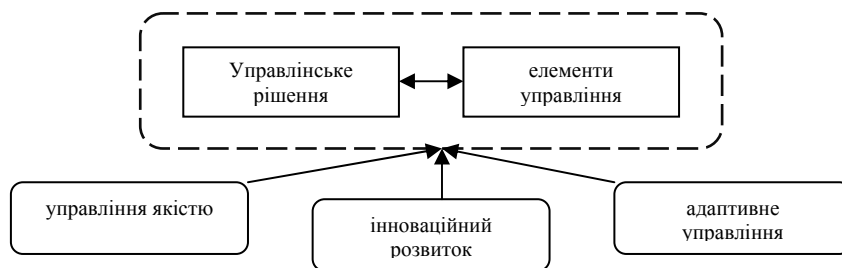 Управлінське
рішення
елементи
управління
управління якістю
інноваційний
розвиток
адаптивне
управління